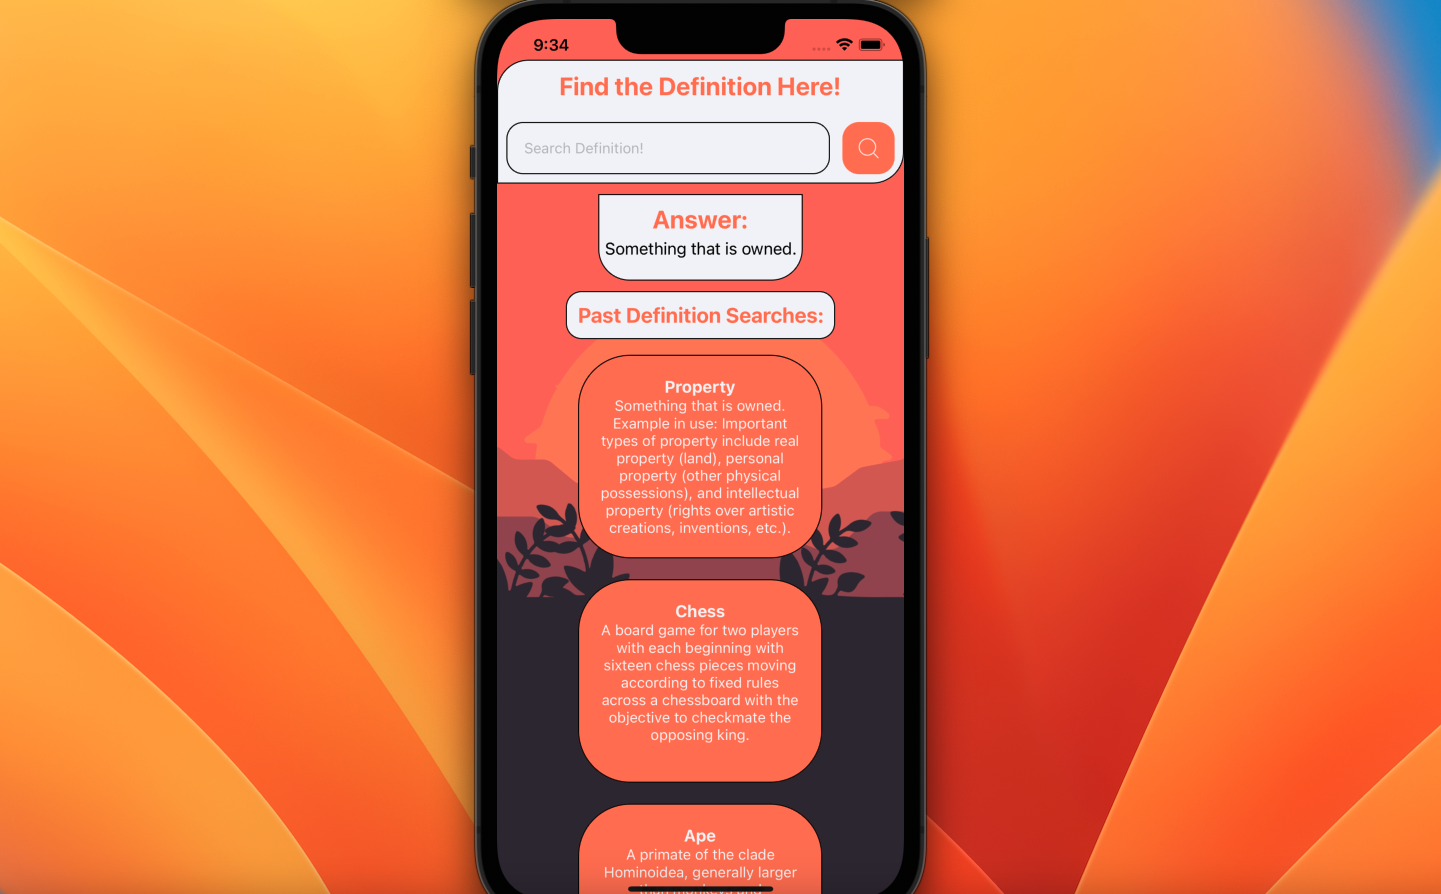 9:34
Find the Definition Here!
Search Definition!
Answer:
Something that is owned.
Past Definition Searches:
Property
Something that is owned.
Example in use: Important
types of property include real
property (land), personal
property (other physical
possessions), and intellectual
property (rights over artistic
creations, inventions, etc.).
Chess
A board game for two players
with each beginning with
sixteen chess pieces moving
according to fixed rules
across a chessboard with the
objective to checkmate the
opposing king.
Ape
A primate of the clade
Hominoidea, generally larger